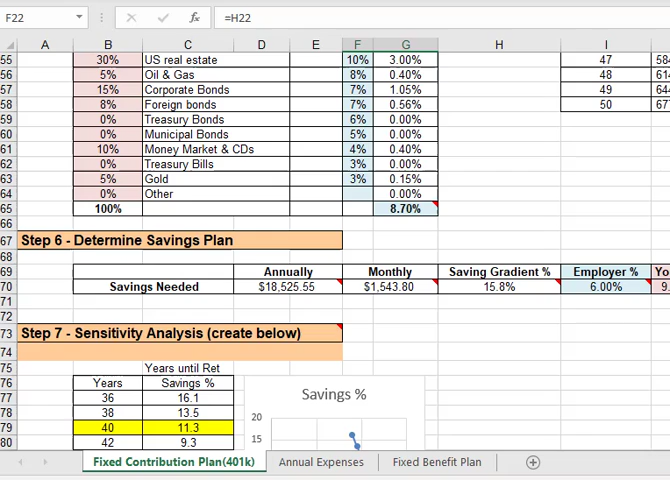 F22 fx =H22
A B C D E F G H I
55 30% US real estate 10% 3.00% 47 584
56 5% Oil & Gas 8% 0.40% 48 614
57 15% Corporate Bonds 7% 1.05% 49 644
58 8% Foreign bonds 7% 0.56% 50 677
59 0% Treasury Bonds 6% 0.00%
60 0% Municipal Bonds 5% 0.00%
61 10% Money Market & CDs 4% 0.40%
62 0% Treasury Bills 3% 0.00%
63 5% Gold 3% 0.15%
64 0% Other 0.00%
65 100% 8.70%
66
67 Step 6 - Determine Savings Plan
68
69 Annually Monthly Saving Gradient % Employer % Yo
70 Savings Needed $18,525.55 $1,543.80 15.8% 6.00% 9.
71
72
73 Step 7 - Sensitivity Analysis (create below)
74
75 Years until Ret
76 Years Savings % Savings %
77 36 16.1
78 38 13.5 20
79 40 11.3
80 42 9.3 15
Fixed Contribution Plan(401k) Annual Expenses Fixed Benefit Plan